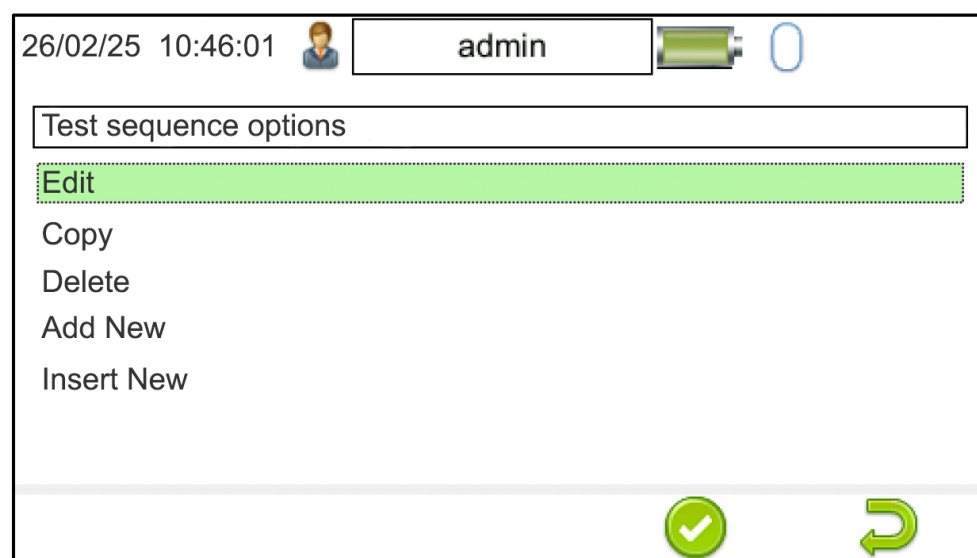 26/02/25 10:46:01 admin
Test sequence options
Edit
Copy
Delete
Add New
Insert New